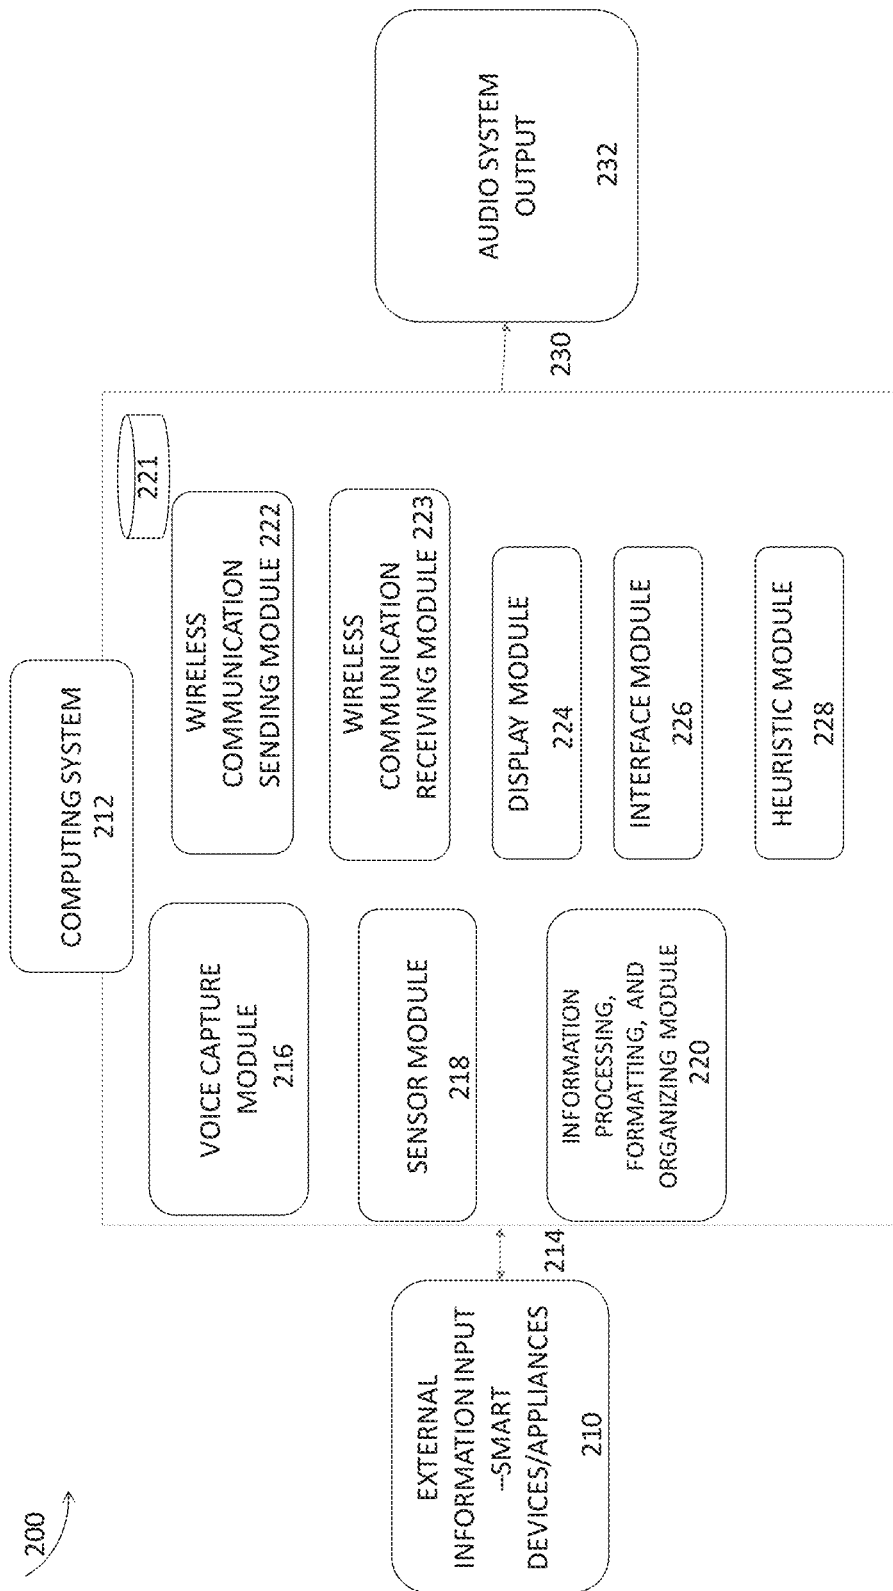 200
EXTERNAL
INFORMATION INPUT
--SMART
DEVICES/APPLIANCES
210
214
COMPUTING SYSTEM
212
VOICE CAPTURE
MODULE
216
SENSOR MODULE
218
INFORMATION
PROCESSING,
FORMATTING, AND
ORGANIZING MODULE
220
221
WIRELESS
COMMUNICATION
SENDING MODULE 222
WIRELESS
COMMUNICATION
RECEIVING MODULE 223
DISPLAY MODULE
224
INTERFACE MODULE
226
HEURISTIC MODULE
228
230
AUDIO SYSTEM
OUTPUT
232